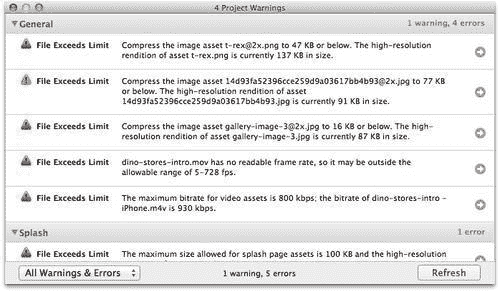 4 Project Warnings
General 1 warning, 4 errors
File Exceeds Limit Compress the image asset t-rex@2x.png to 47 KB or below. The high-resolution
rendition of asset t-rex.png is currently 137 KB in size.
File Exceeds Limit Compress the image asset 14d93fa52396cce259d9a03617bb4b93@2x.jpg to 77 KB
or below. The high-resolution rendition of asset
14d93fa52396cce259d9a03617bb4b93.jpg is currently 91 KB in size.
File Exceeds Limit Compress the image asset gallery-image-3@2x.jpg to 16 KB or below. The high-
resolution rendition of asset gallery-image-3.jpg is currently 87 KB in size.
File Exceeds Limit dino-stores-intro.mov has no readable frame rate, so it may be outside the
allowable range of 5-728 fps.
File Exceeds Limit The maximum bitrate for video assets is 800 kbps; the bitrate of dino-stores-intro -
iPhone.m4v is 930 kbps.
Splash 1 error
File Exceeds Limit The maximum size allowed for splash page assets is 100 KB and the high-resolution
All Warnings & Errors 1 warning, 5 errors Refresh